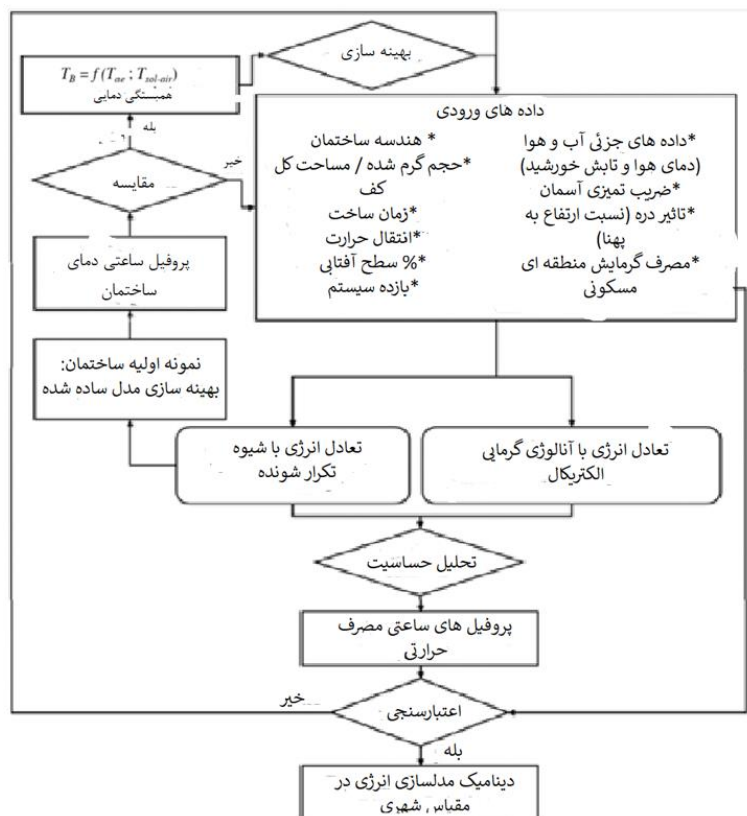 بهینه سازی
T_B = f(T_ae ; T_sol-air)
همبستگی دمایی
بله
خیر
مقایسه
پروفیل ساعتی دمای
ساختمان
نمونه اولیه ساختمان:
بهینه سازی مدل ساده شده
داده های ورودی
*داده های جزئی آب و هوا
(دمای هوا و تابش خورشید)
*ضریب تمیزی آسمان
*تاثیر دره (نسبت ارتفاع به
پهنا)
*مصرف گرمایش منطقه ای
مسکونی
* هندسه ساختمان
*حجم گرم شده / مساحت کل
کف
*زمان ساخت
*انتقال حرارت
*% سطح آفتابی
*بازده سیستم
تعادل انرژی با آنالوژی گرمایی
الکتریکال
تعادل انرژی با شیوه
تکرار شونده
تحلیل حساسیت
پروفیل های ساعتی مصرف
حرارتی
خیر
اعتبارسنجی
بله
دینامیک مدلسازی انرژی در
مقیاس شهری